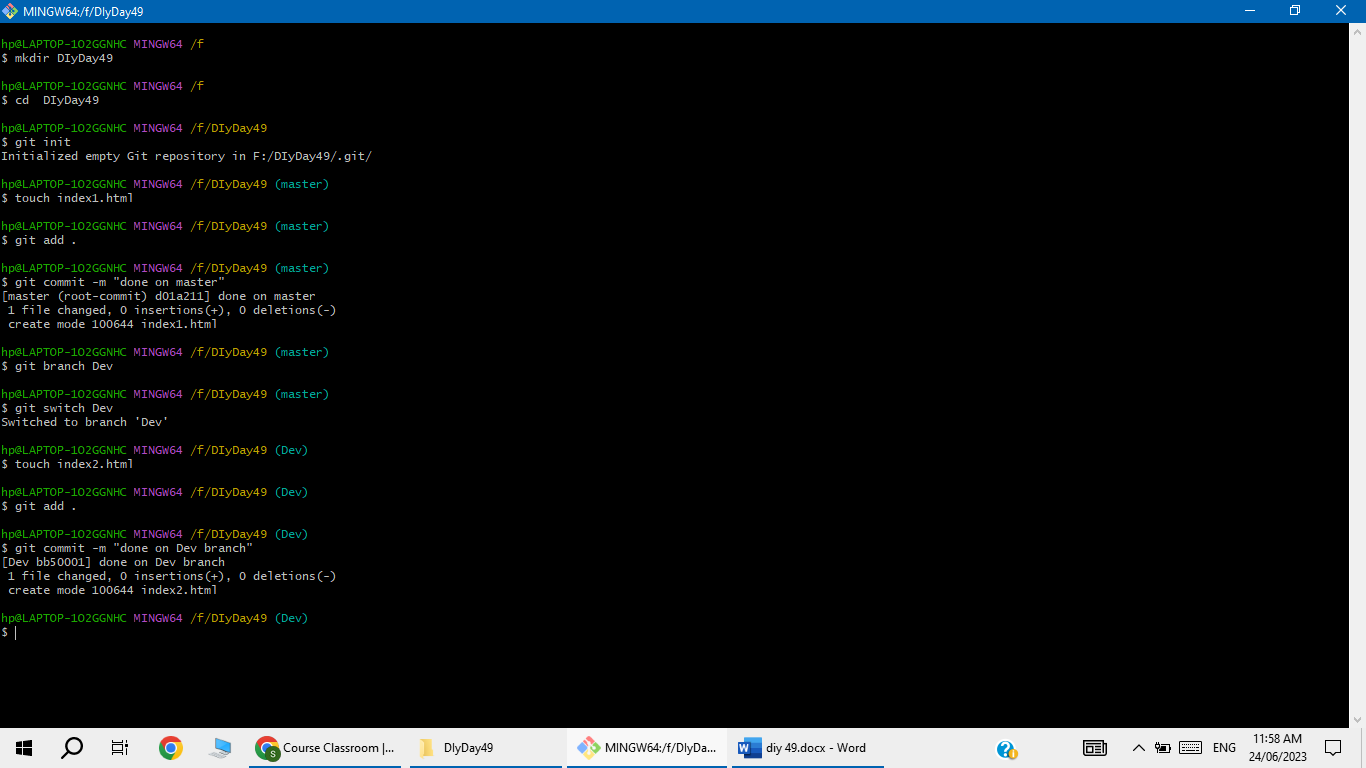 MINGW64:/f/DIyDay49
hp@LAPTOP-1O2GGNHC MINGW64 /f
$ mkdir DIyDay49
hp@LAPTOP-1O2GGNHC MINGW64 /f
$ cd  DIyDay49
hp@LAPTOP-1O2GGNHC MINGW64 /f/DIyDay49
$ git init
Initialized empty Git repository in F:/DIyDay49/.git/
hp@LAPTOP-1O2GGNHC MINGW64 /f/DIyDay49 (master)
$ touch index1.html
hp@LAPTOP-1O2GGNHC MINGW64 /f/DIyDay49 (master)
$ git add .
hp@LAPTOP-1O2GGNHC MINGW64 /f/DIyDay49 (master)
$ git commit -m "done on master"
[master (root-commit) d01a211] done on master
 1 file changed, 0 insertions(+), 0 deletions(-)
 create mode 100644 index1.html
hp@LAPTOP-1O2GGNHC MINGW64 /f/DIyDay49 (master)
$ git branch Dev
hp@LAPTOP-1O2GGNHC MINGW64 /f/DIyDay49 (master)
$ git switch Dev
Switched to branch 'Dev'
hp@LAPTOP-1O2GGNHC MINGW64 /f/DIyDay49 (Dev)
$ touch index2.html
hp@LAPTOP-1O2GGNHC MINGW64 /f/DIyDay49 (Dev)
$ git add .
hp@LAPTOP-1O2GGNHC MINGW64 /f/DIyDay49 (Dev)
$ git commit -m "done on Dev branch"
[Dev bb50001] done on Dev branch
 1 file changed, 0 insertions(+), 0 deletions(-)
 create mode 100644 index2.html
hp@LAPTOP-1O2GGNHC MINGW64 /f/DIyDay49 (Dev)
$
S Course Classroom |...
DIyDay49
MINGW64:/f/DIyDa...
diy 49.docx - Word
ENG
11:58 AM
24/06/2023